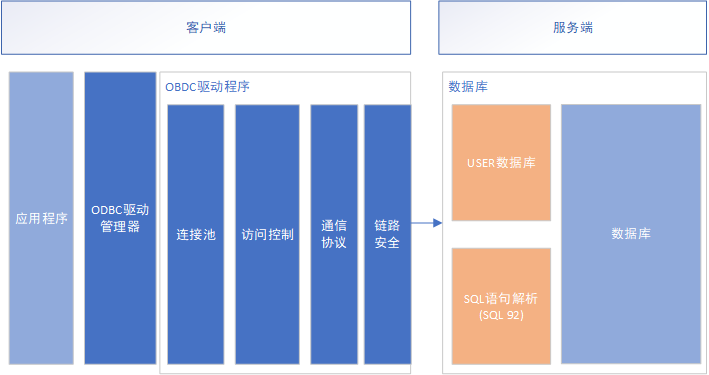 客户端
服务端
应用程序
ODBC驱动
管理器
OBDC驱动程序
连接池
访问控制
通信
协议
链路
安全
数据库
USER数据库
SQL语句解析
(SQL 92)
数据库